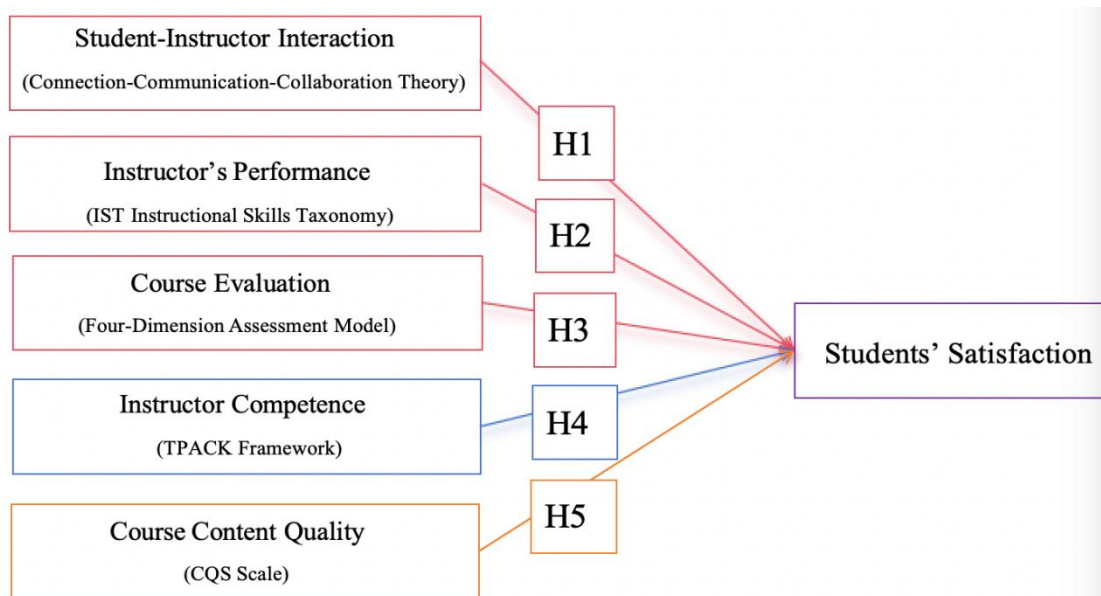 Student-Instructor Interaction
(Connection-Communication-Collaboration Theory)
H1
Instructor’s Performance
(IST Instructional Skills Taxonomy)
H2
Course Evaluation
(Four-Dimension Assessment Model)
H3
Students’ Satisfaction
Instructor Competence
(TPACK Framework)
H4
Course Content Quality
(CQS Scale)
H5